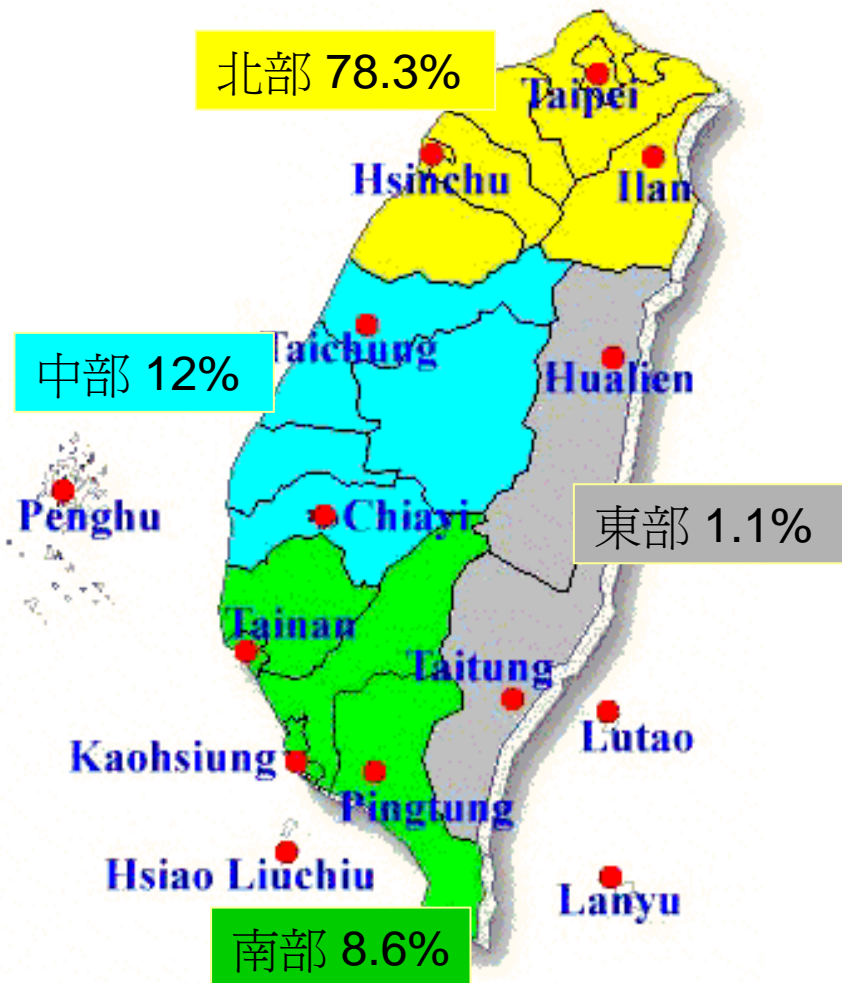 北部 78.3%
Taipei
Hsinchu
Ilan
Taichung
中部 12%
Hualien
Penghu
Chiayi
東部 1.1%
Tainan
Taitung
Lutao
Kaohsiung
Pingtung
Hsiao Liuchiu
Lanyu
南部 8.6%